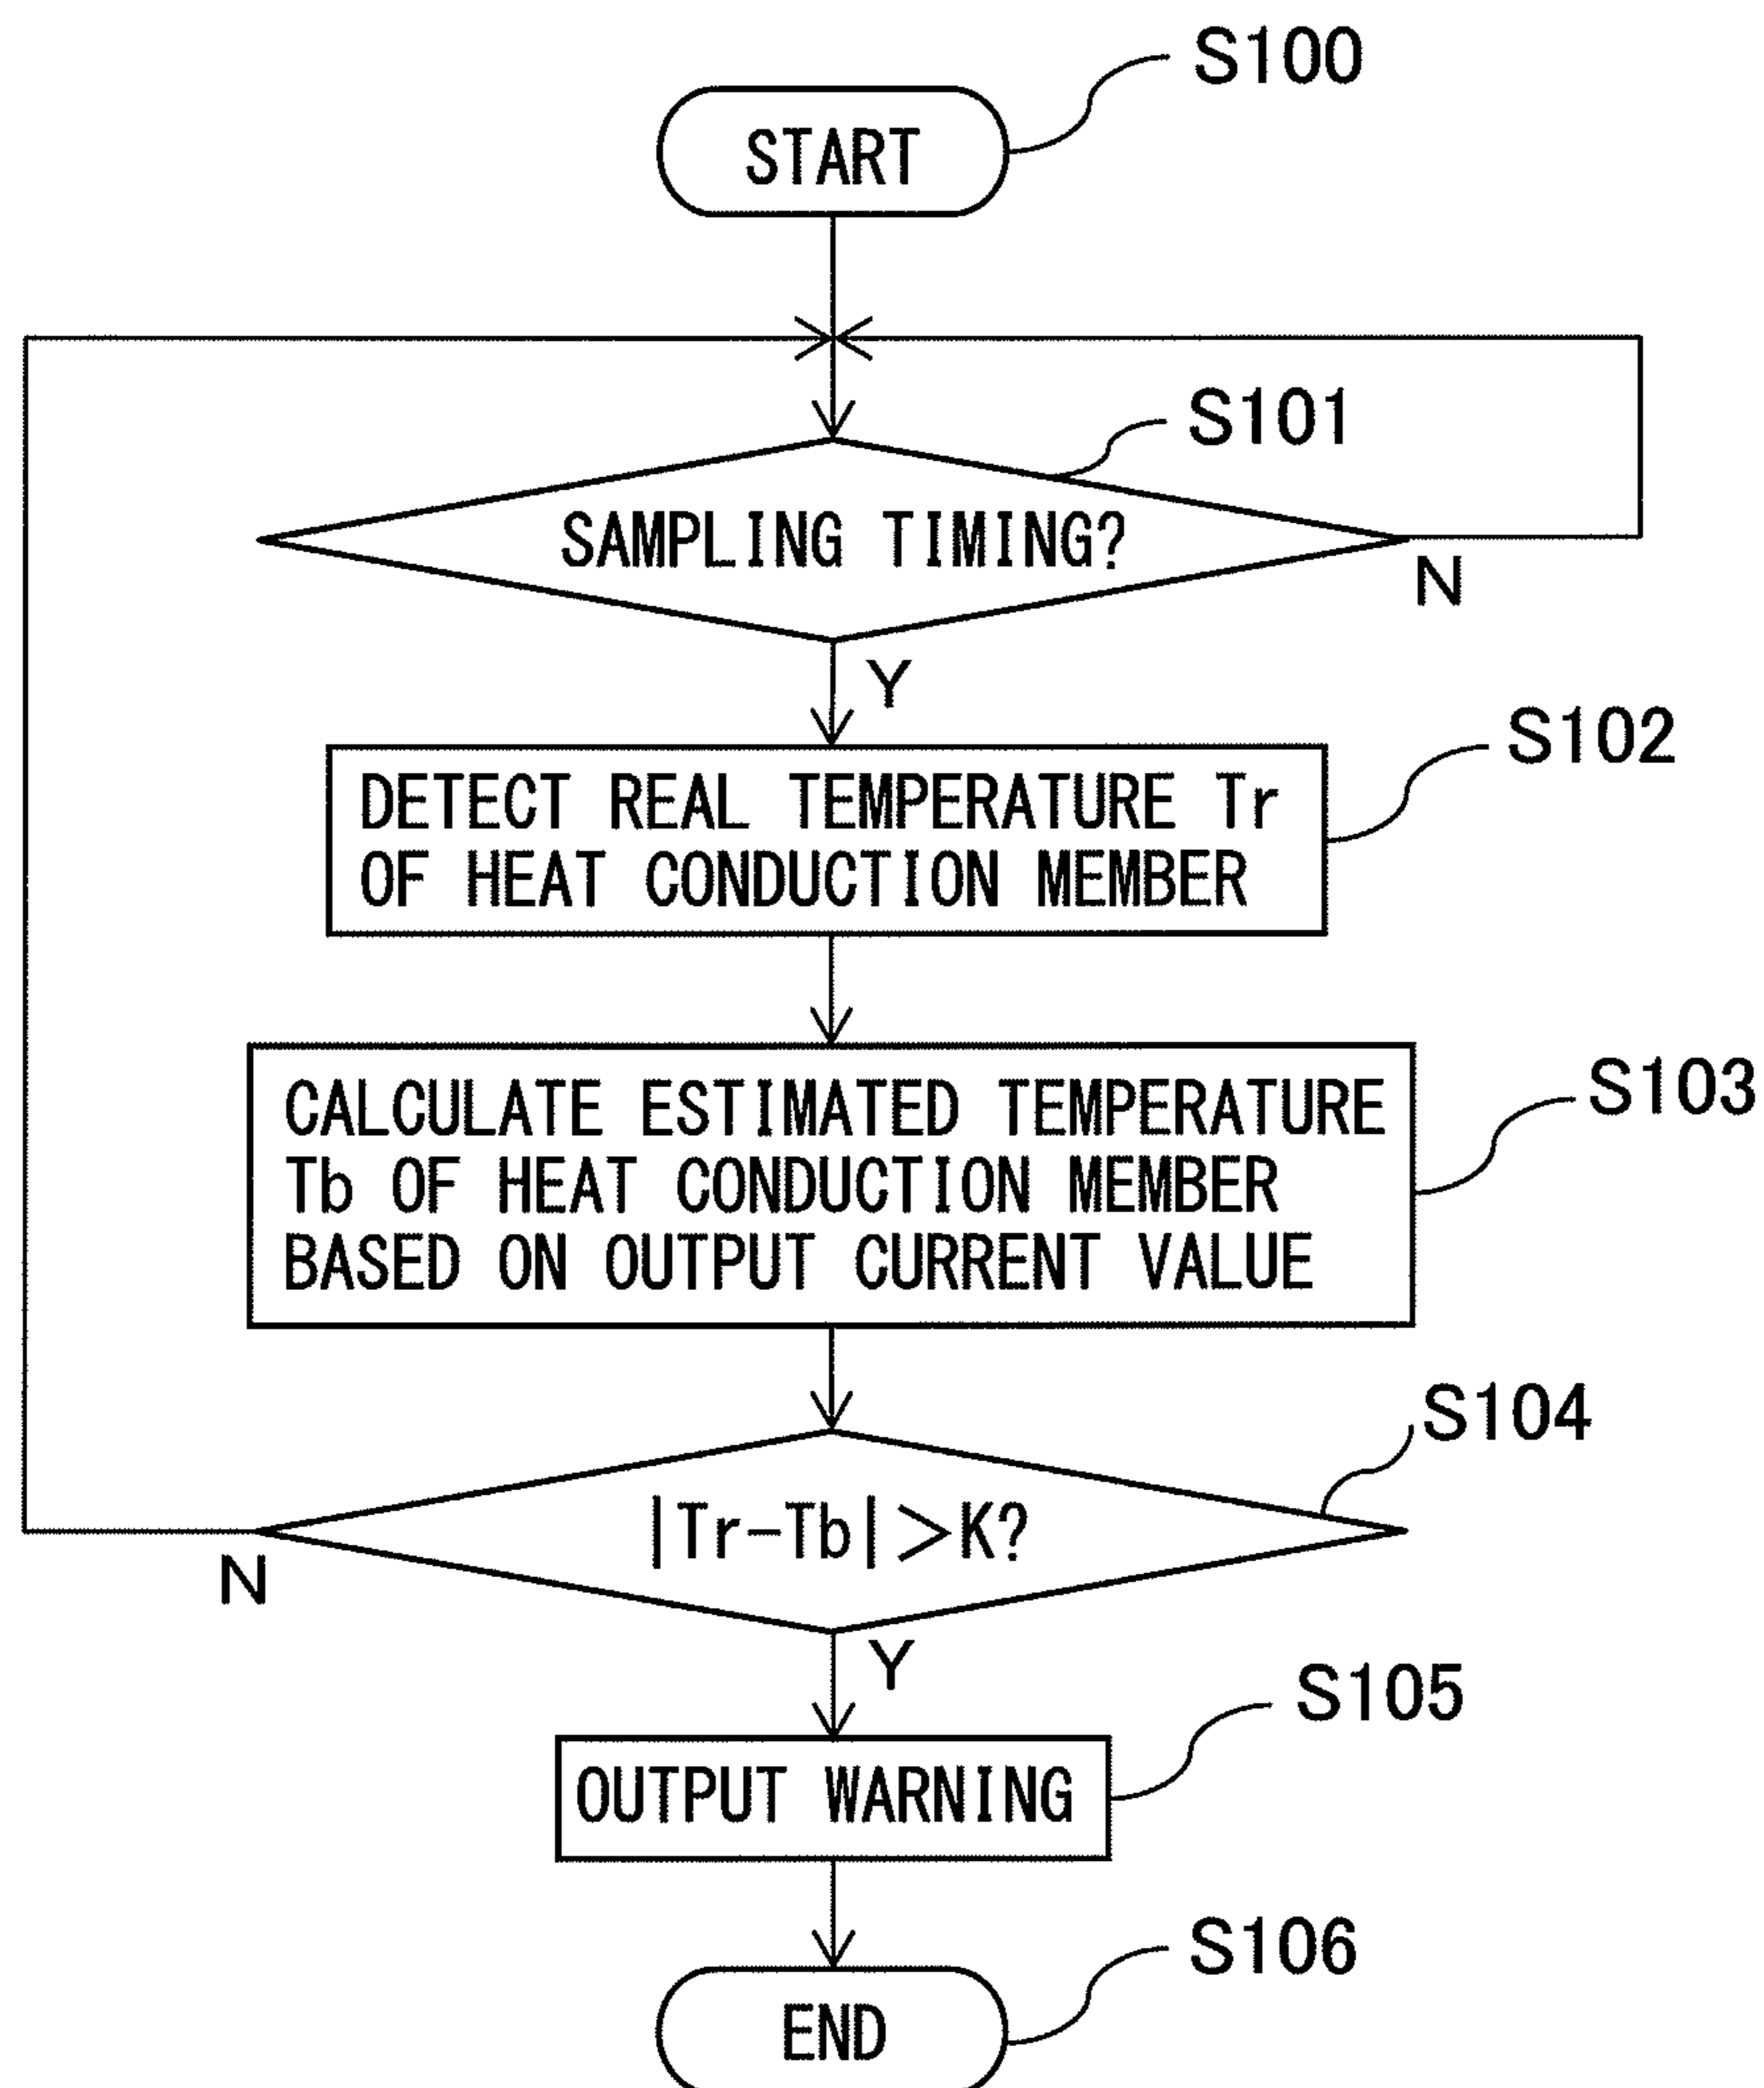 S100
START
S101
SAMPLING TIMING?
N
Y
S102
DETECT REAL TEMPERATURE Tr
OF HEAT CONDUCTION MEMBER
S103
CALCULATE ESTIMATED TEMPERATURE
Tb OF HEAT CONDUCTION MEMBER
BASED ON OUTPUT CURRENT VALUE
S104
|Tr-Tb|>K?
N
Y
S105
OUTPUT WARNING
S106
END